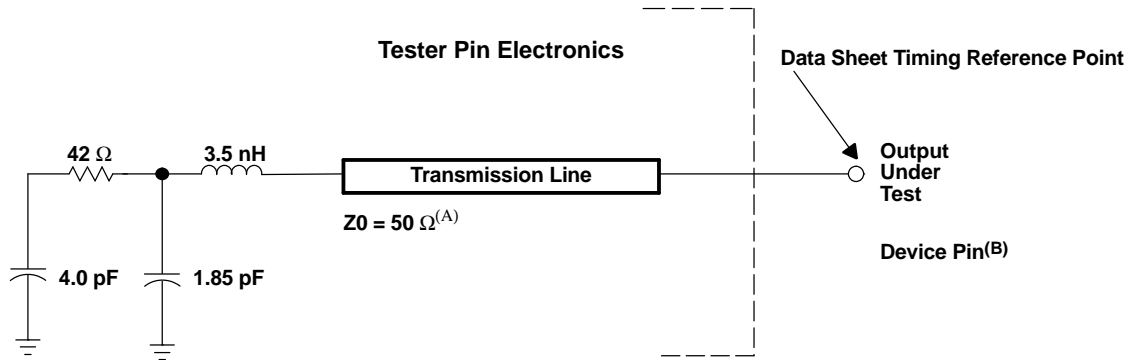 Tester Pin Electronics
Data Sheet Timing Reference Point
42 Ω
3.5 nH
Transmission Line
Output
Under
Test
Z0 = 50 Ω(A)
Device Pin(B)
4.0 pF
1.85 pF